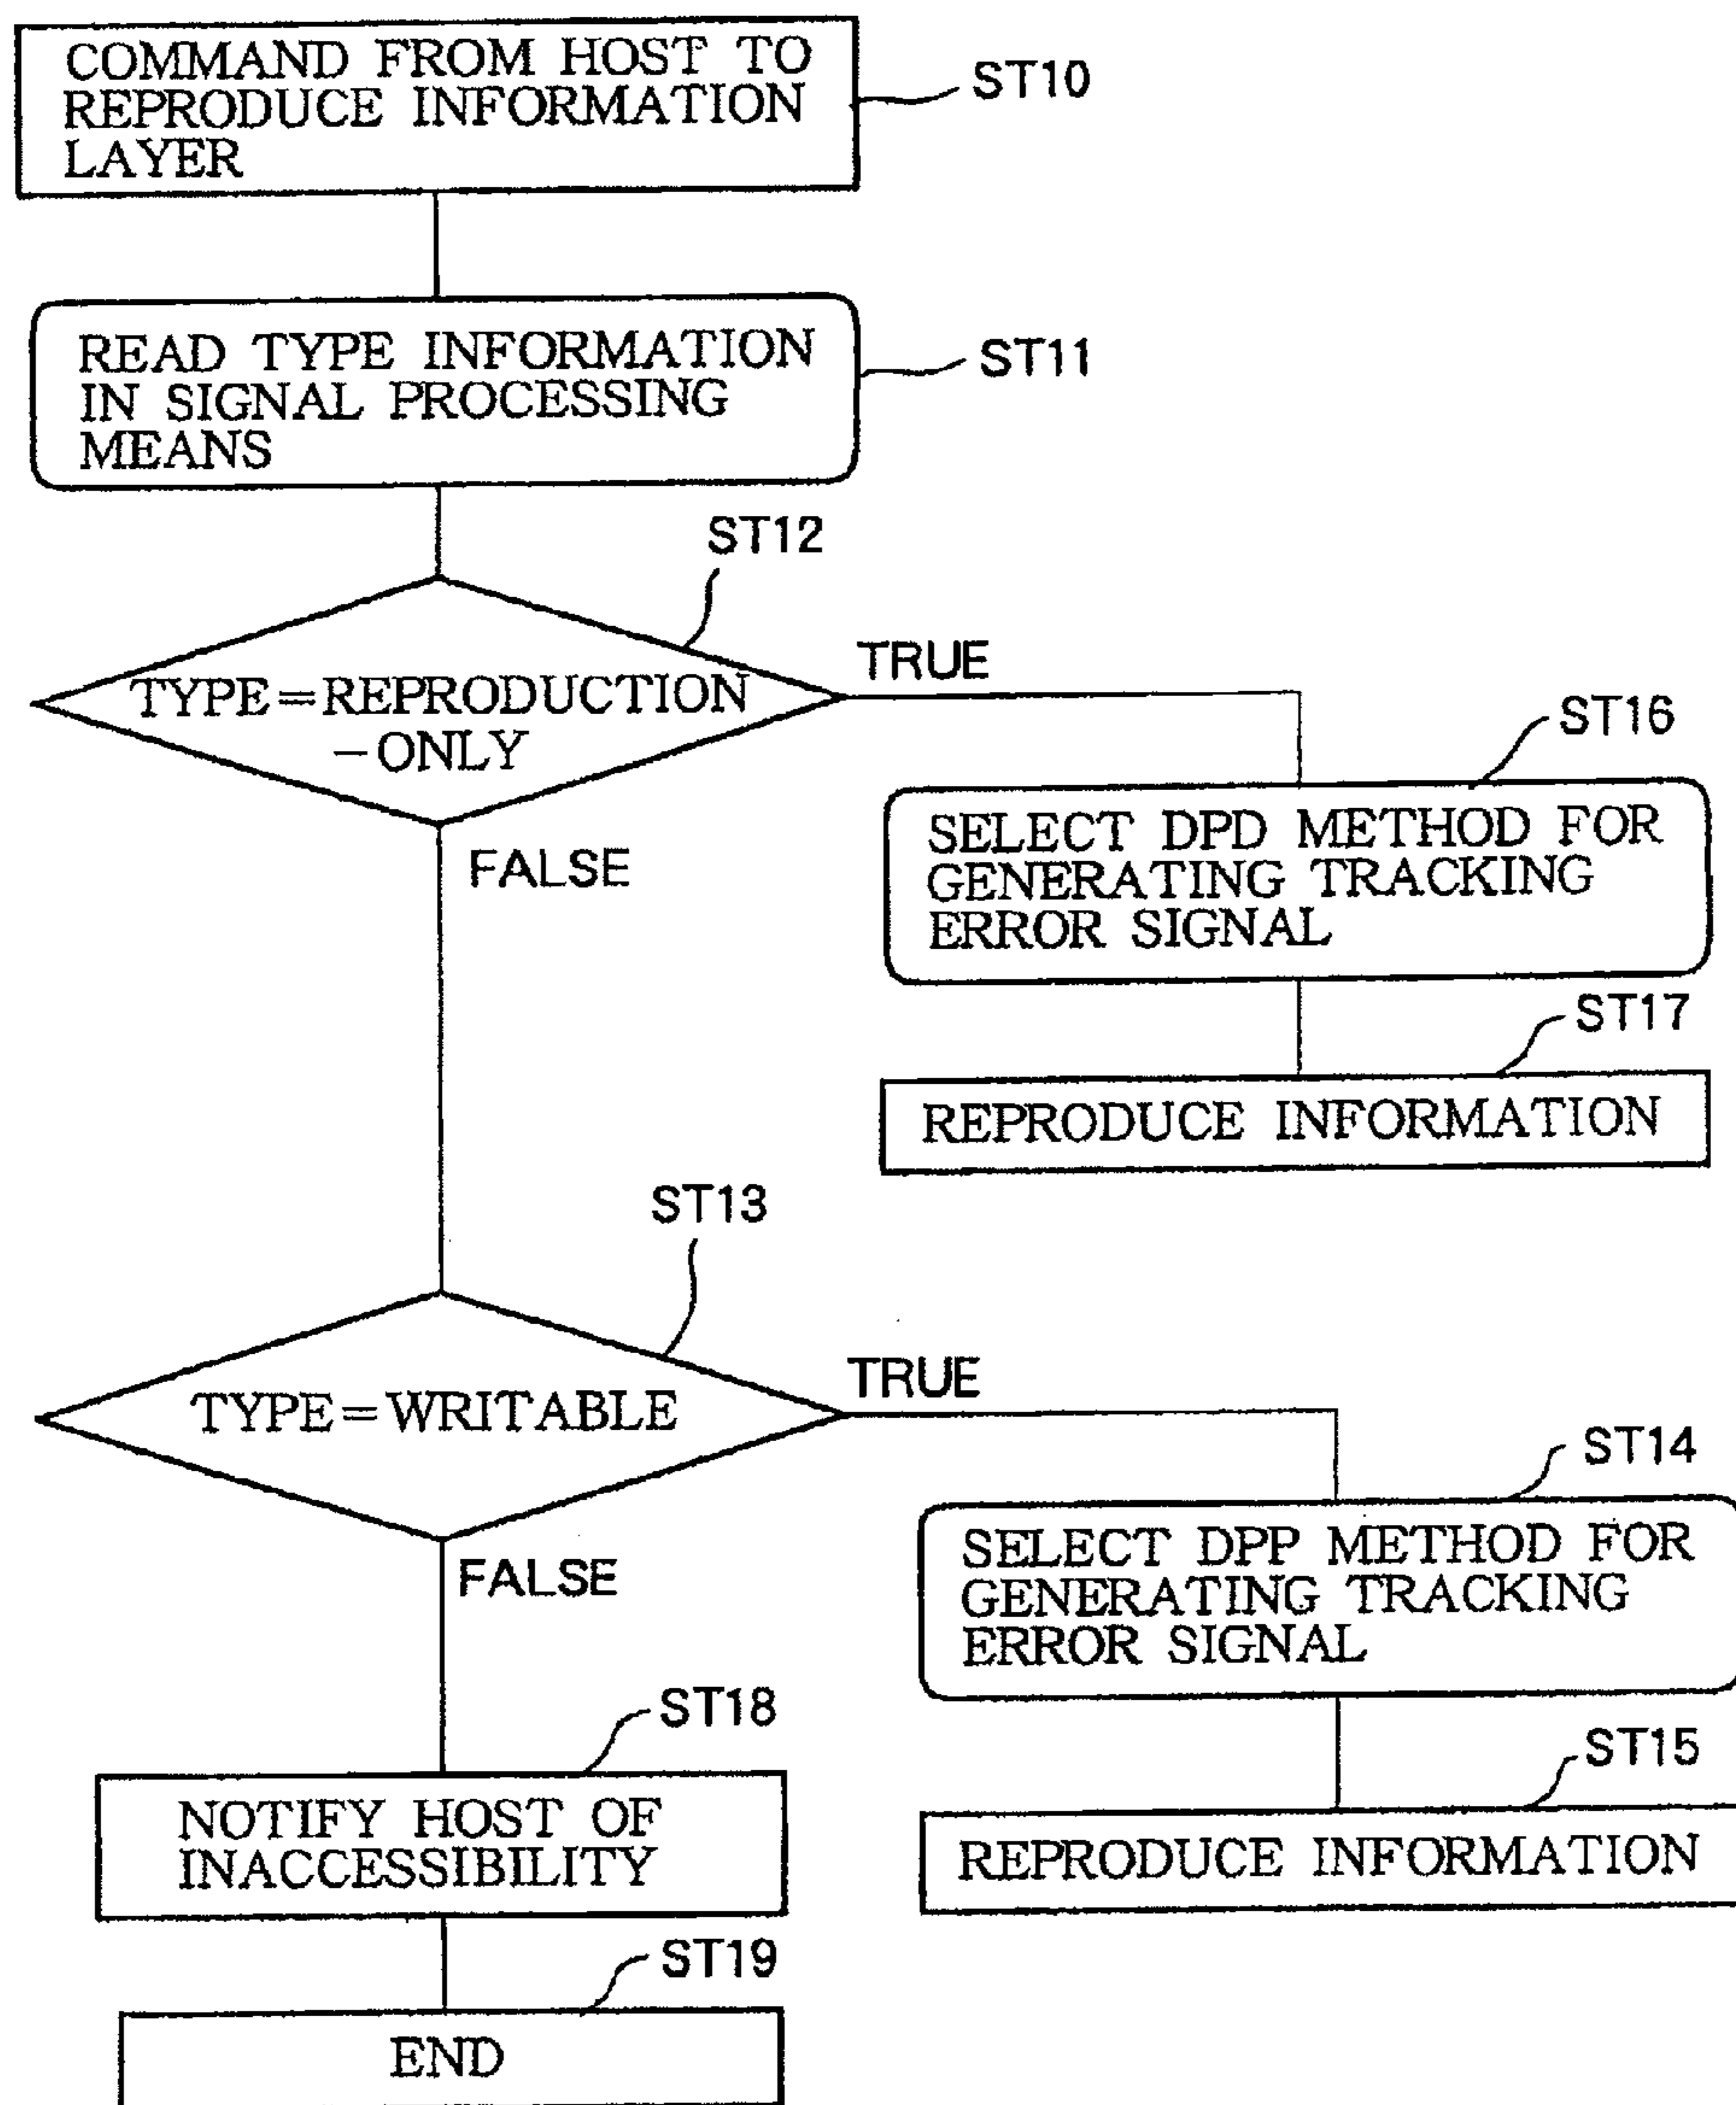 COMMAND FROM HOST TO
REPRODUCE INFORMATION
LAYER
ST10
READ TYPE INFORMATION
IN SIGNAL PROCESSING
MEANS
ST11
ST12
TYPE=REPRODUCTION
-ONLY
TRUE
FALSE
ST16
SELECT DPD METHOD FOR
GENERATING TRACKING
ERROR SIGNAL
ST17
REPRODUCE INFORMATION
ST13
TYPE=WRITABLE
TRUE
FALSE
ST14
SELECT DPP METHOD FOR
GENERATING TRACKING
ERROR SIGNAL
ST15
REPRODUCE INFORMATION
ST18
NOTIFY HOST OF
INACCESSIBILITY
ST19
END